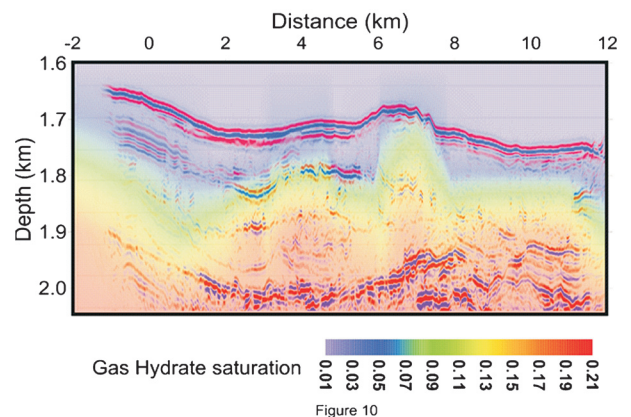 Distance (km)
-2 0 2 4 6 8 10 12
Depth (km)
1.6
1.7
1.8
1.9
2.0
Gas Hydrate saturation
0.01 0.03 0.05 0.07 0.09 0.11 0.13 0.15 0.17 0.19 0.21
Figure 10